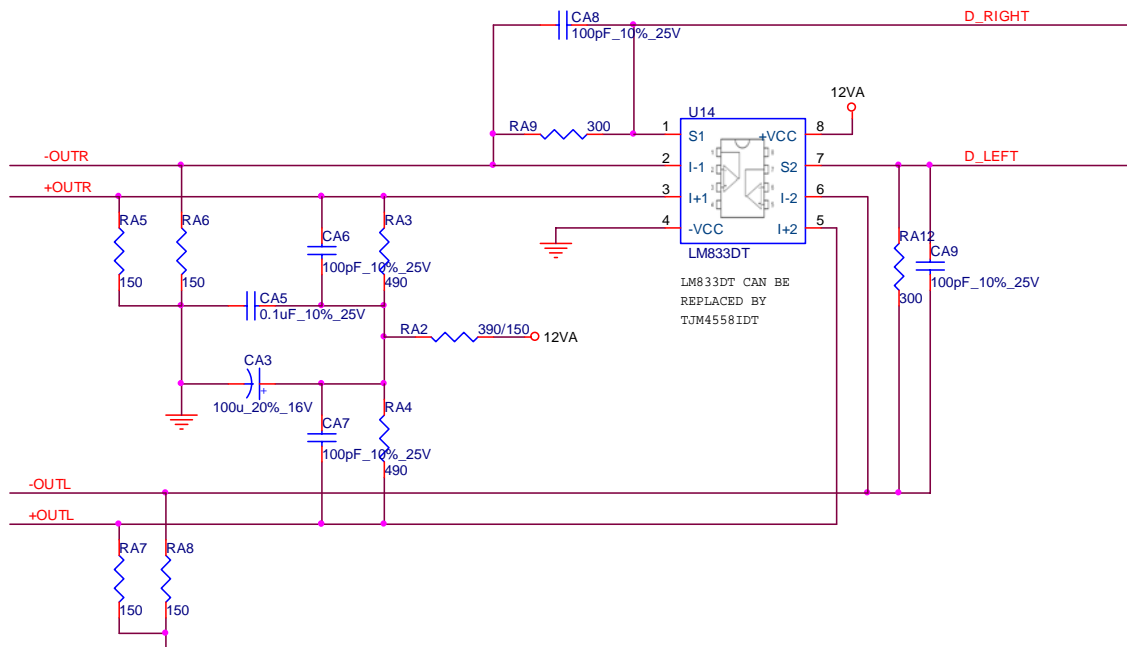 CA8
D_RIGHT
100pF_10%_25V
12VA
U14
RA9
300
1
S1
+VCC
8
-OUTR
2
I-1
S2
7
D_LEFT
+OUTR
3
I+1
I-2
6
4
-VCC
I+2
5
RA5
RA6
RA3
CA6
100pF_10%_25V
LM833DT
RA12
CA9
100pF_10%_25V
150
150
490
LM833DT CAN BE
REPLACED BY
TJM4558IDT
300
CA5
0.1uF_10%_25V
RA2
390/150
12VA
CA3
+
100u_20%_16V
RA4
CA7
100pF_10%_25V
490
-OUTL
+OUTL
RA7
RA8
150
150